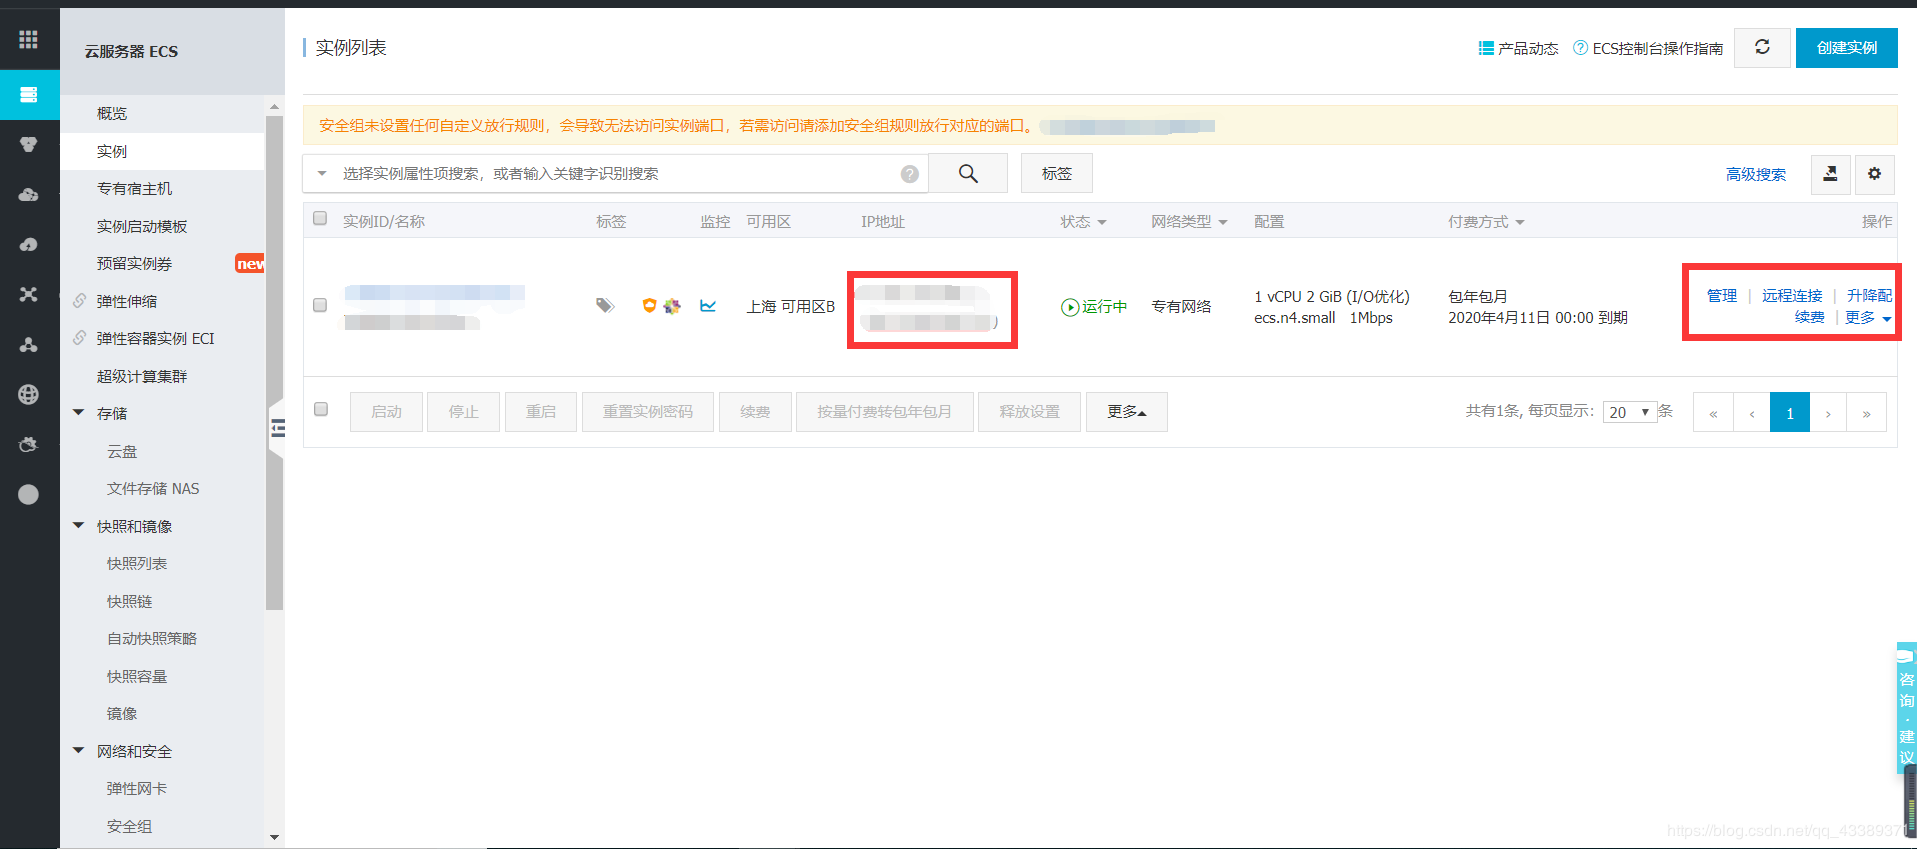 云服务器 ECS
概览
实例
专有宿主机
实例启动模板
预留实例券 new
弹性伸缩
弹性容器实例 ECI
超级计算集群
存储
云盘
文件存储 NAS
快照和镜像
快照列表
快照链
自动快照策略
快照容量
镜像
网络和安全
弹性网卡
安全组
实例列表
产品动态 ? ECS控制台操作指南 创建实例
安全组未设置任何自定义放行规则，会导致无法访问实例端口，若需访问请添加安全组规则放行对应的端口。
选择实例属性项搜索，或者输入关键字识别搜索 ? 标签 高级搜索
实例ID/名称 标签 监控 可用区 IP地址 状态 网络类型 配置 付费方式 操作
上海 可用区B ) 运行中 专有网络
1 vCPU 2 GiB (I/O优化)
ecs.n4.small 1Mbps
包年包月
2020年4月11日 00:00 到期
管理 | 远程连接 | 升降配
续费 | 更多
启动 停止 重启 重置实例密码 续费 按量付费转包年包月 释放设置 更多 共有1条, 每页显示: 20 ▼ 条 « ‹ 1 › »
咨询·建议
https://blog.csdn.net/qq_4338937